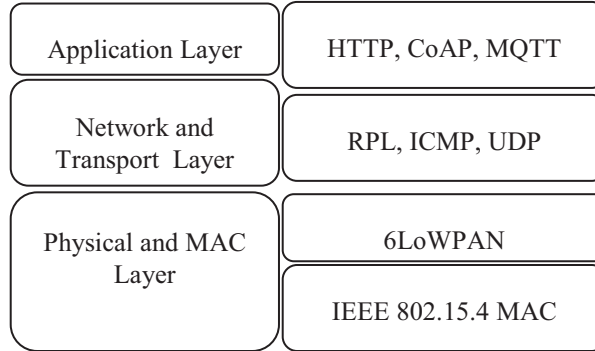 Application Layer
HTTP, CoAP, MQTT
Network and
Transport Layer
RPL, ICMP, UDP
Physical and MAC
Layer
6LoWPAN
IEEE 802.15.4 MAC